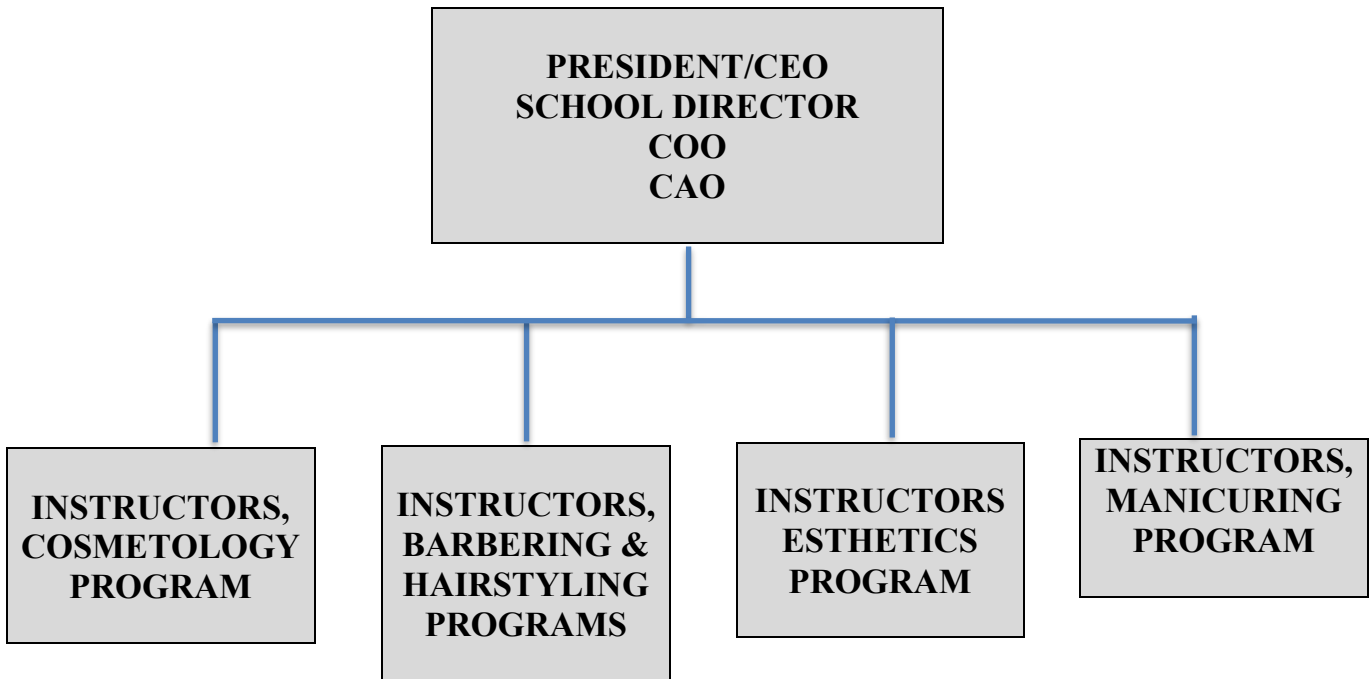 PRESIDENT/CEO
SCHOOL DIRECTOR
COO
CAO
INSTRUCTORS,
COSMETOLOGY
PROGRAM
INSTRUCTORS,
BARBERING &
HAIRSTYLING
PROGRAMS
INSTRUCTORS
ESTHETICS
PROGRAM
INSTRUCTORS,
MANICURING
PROGRAM